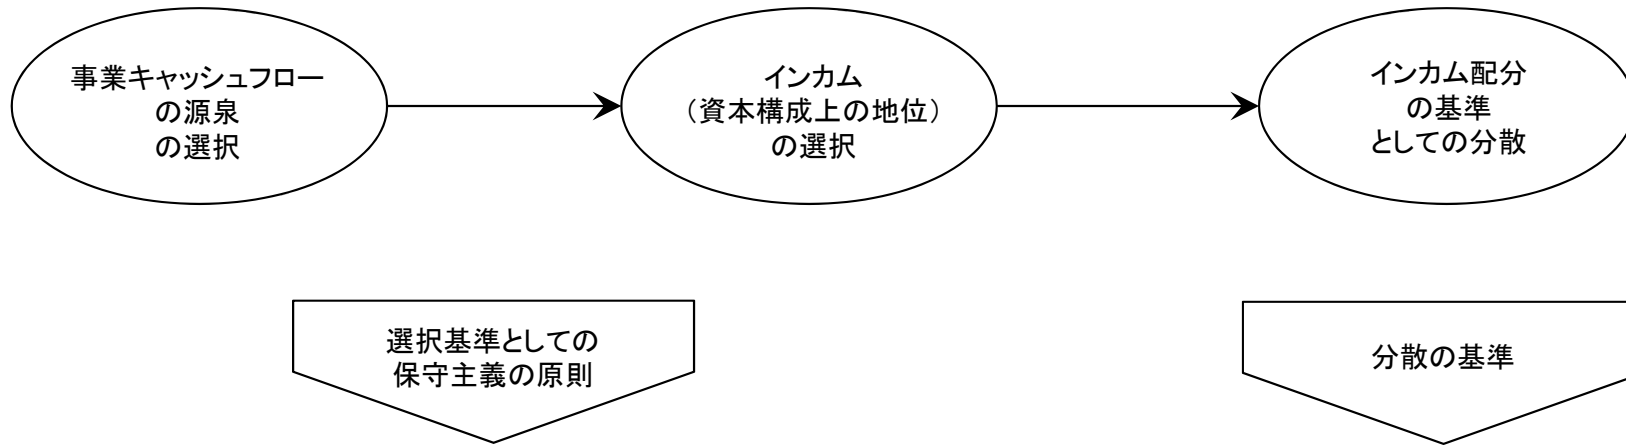 事業キャッシュフロー
の源泉
の選択
インカム
（資本構成上の地位）
の選択
インカム配分
の基準
としての分散
選択基準としての
保守主義の原則
分散の基準